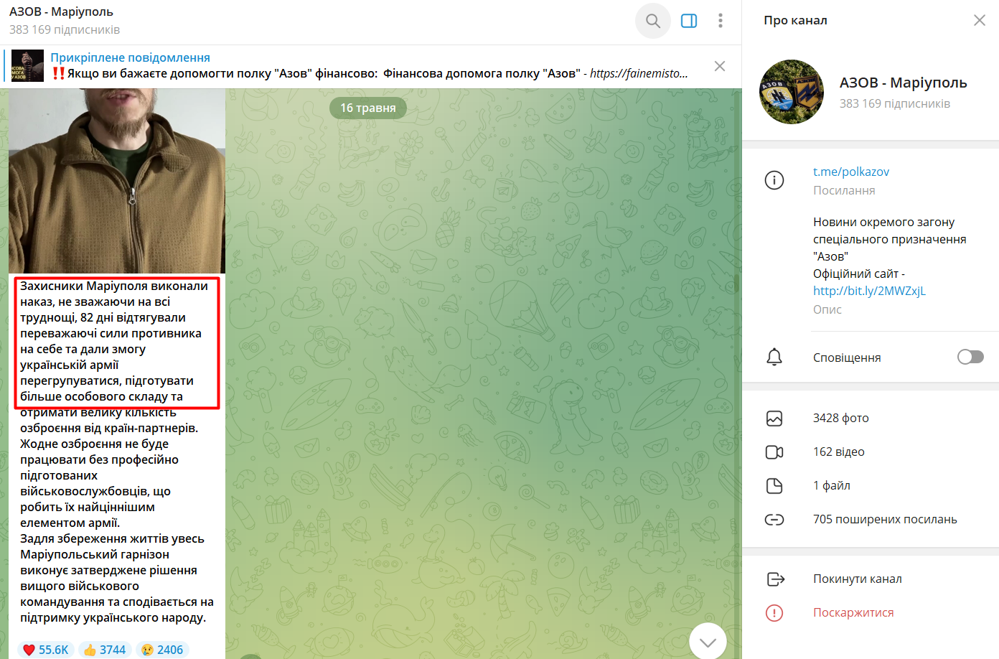 АЗОВ - Маріуполь
383 169 підписників
Прикріплене повідомлення
‼️Якщо ви бажаєте допомогти полку "Азов" фінансово: Фінансова допомога полку "Азов" - https://fainemisto...
16 травня
Захисники Маріуполя виконали
наказ, не зважаючи на всі
труднощі, 82 дні відтягували
переважаючі сили противника
на себе та дали змогу
українській армії
перегрупуватися, підготувати
більше особового складу та
отримати велику кількість
озброєння від країн-партнерів.
Жодне озброєння не буде
працювати без професійно
підготованих
військовослужбовців, що
робить їх найціннішим
елементом армії.
Задля збереження життів увесь
Маріупольський гарнізон
виконує затверджене рішення
вищого військового
командування та сподівається на
підтримку українського народу.
❤️ 55.6K 👍 3744 😢 2406
Про канал
АЗОВ - Маріуполь
383 169 підписників
t.me/polkazov
Посилання
Новини окремого загону
спеціального призначення
"Азов"
Офіційний сайт -
http://bit.ly/2MWZxjL
Опис
Сповіщення
3428 фото
162 відео
1 файл
705 поширених посилань
Покинути канал
Поскаржитися